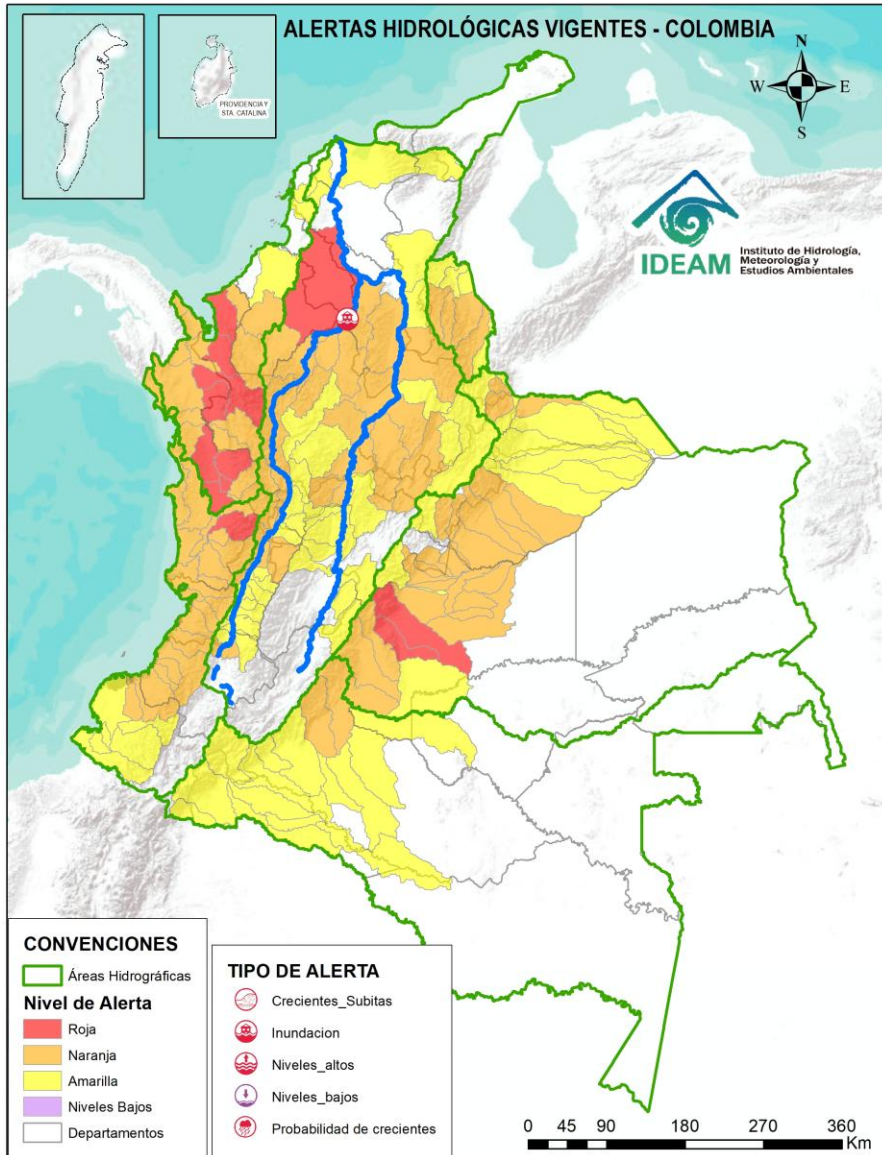 ALERTAS HIDROLÓGICAS VIGENTES - COLOMBIA
PROVIDENCIA Y
STA. CATALINA
N
W
E
S
IDEAM
Instituto de Hidrología,
Meteorología y
Estudios Ambientales
CONVENCIONES
Áreas Hidrográficas
Nivel de Alerta
Roja
Naranja
Amarilla
Niveles Bajos
Departamentos
TIPO DE ALERTA
Crecientes_Subitas
Inundacion
Niveles_altos
Niveles_bajos
Probabilidad de crecientes
0 45 90 180 270 360
Km